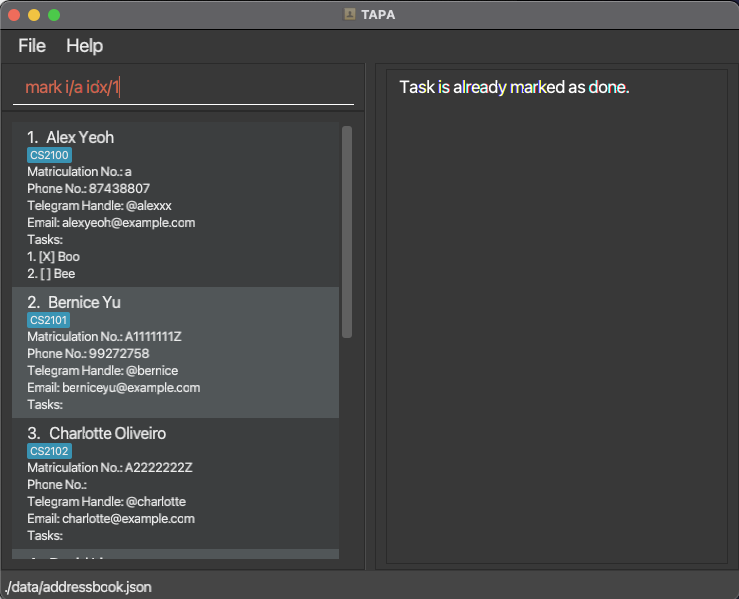 TAPA
File Help
mark i/a idx/1
Task is already marked as done.
1. Alex Yeoh
CS2100
Matriculation No.: a
Phone No.: 87438807
Telegram Handle: @alexxx
Email: alexyeoh@example.com
Tasks:
1. [X] Boo
2. [ ] Bee
2. Bernice Yu
CS2101
Matriculation No.: A1111111Z
Phone No.: 99272758
Telegram Handle: @bernice
Email: berniceyu@example.com
Tasks:
3. Charlotte Oliveiro
CS2102
Matriculation No.: A2222222Z
Phone No.:
Telegram Handle: @charlotte
Email: charlotte@example.com
Tasks:
./data/addressbook.json